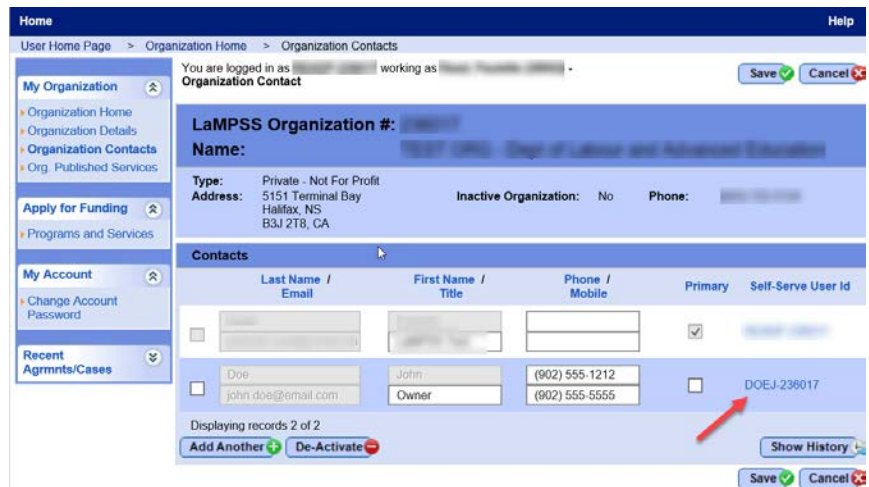 Home Help
User Home Page > Organization Home > Organization Contacts
My Organization
Organization Home
Organization Details
Organization Contacts
Org. Published Services
Apply for Funding
Programs and Services
My Account
Change Account
Password
Recent
Agrmnts/Cases
You are logged in as working as -
Organization Contact
Save Cancel
LaMPSS Organization #:
Name:
Type: Private - Not For Profit
Address: 5151 Terminal Bay Inactive Organization: No Phone:
Halifax, NS
B3J 2T8, CA
Contacts
Last Name / First Name / Phone / Primary Self-Serve User Id
Email Title Mobile
Doe John (902) 555-1212 DOEJ-236017
john doe@email.com Owner (902) 555-5555
Displaying records 2 of 2
Add Another De-Activate Show History
Save Cancel